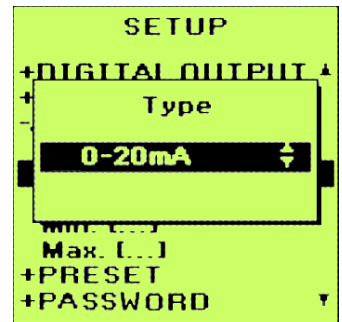 SETUP
+DIGITAL OUTPUT
+
Type
0-20mA
Min. [...]
Max. [...]
+PRESET
+PASSWORD